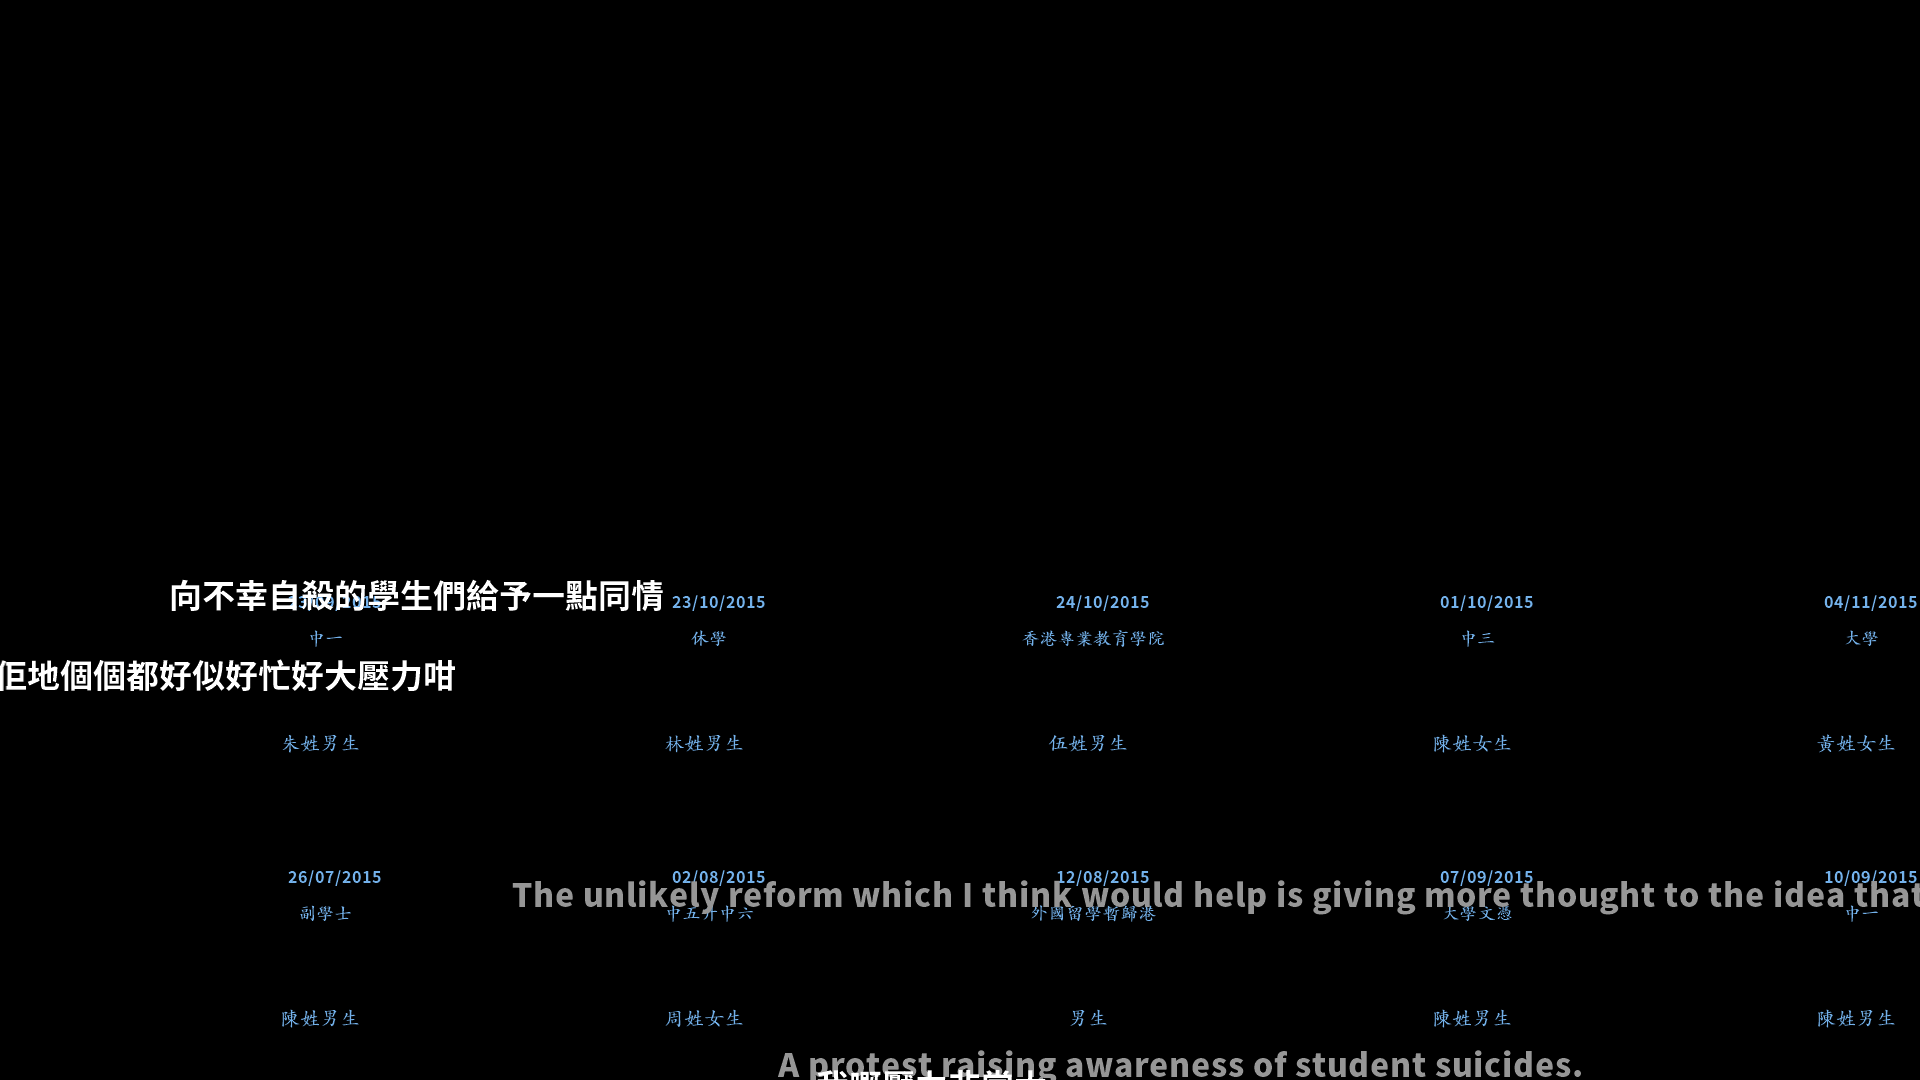 向不幸自殺的學生們給予一點同情
23/10/2015
24/10/2015
01/10/2015
04/11/2015
中一
休學
香港專業教育學院
中三
大學
佢地個個都好似好忙好大壓力咁
朱姓男生
林姓男生
伍姓男生
陳姓女生
黃姓女生
26/07/2015
02/08/2015
12/08/2015
07/09/2015
10/09/2015
The unlikely reform which I think would help is giving more thought to the idea that
副學士
中五升中六
外國留學暫歸港
大學文憑
中一
陳姓男生
周姓女生
男生
陳姓男生
陳姓男生
A protest raising awareness of student suicides.